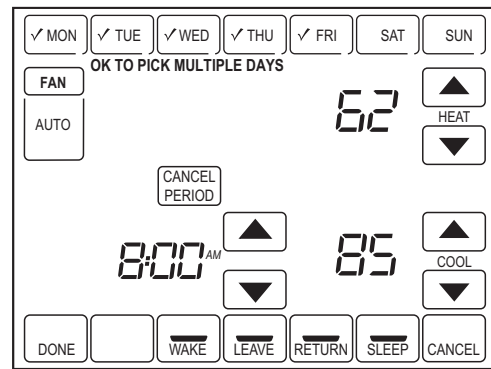 ✓ MON ✓ TUE ✓ WED ✓ THU ✓ FRI SAT SUN
OK TO PICK MULTIPLE DAYS
FAN
AUTO
62
HEAT
CANCEL
PERIOD
8:00 AM
85
COOL
DONE WAKE LEAVE RETURN SLEEP CANCEL